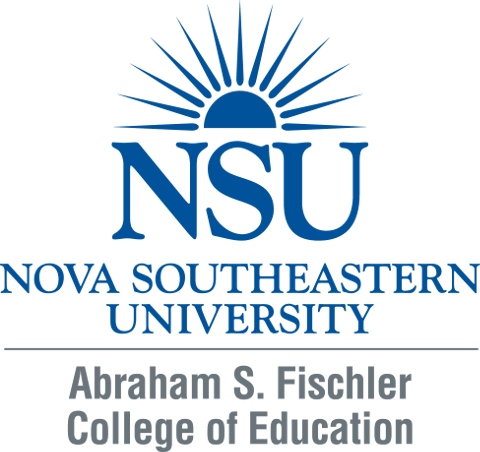 NSU
NOVA SOUTHEASTERN
UNIVERSITY
Abraham S. Fischler
College of Education